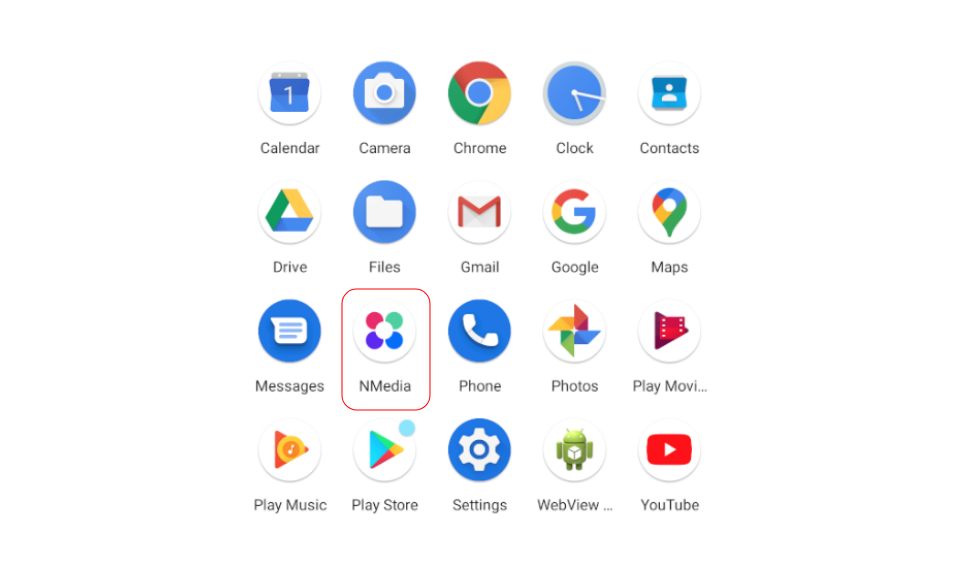 1
Calendar Camera Chrome Clock Contacts
Drive Files Gmail Google Maps
Messages NMedia Phone Photos Play Movi...
Play Music Play Store Settings WebView ... YouTube